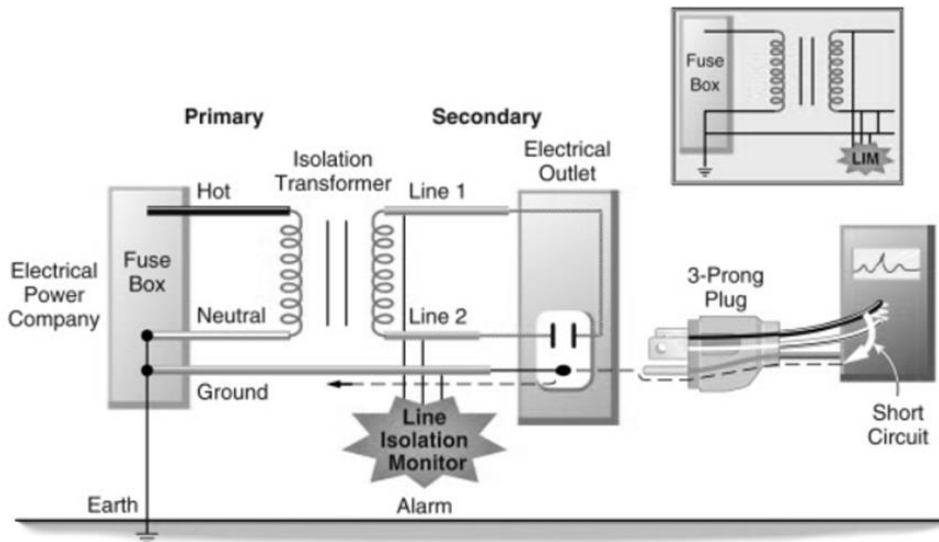 Fuse
Box
LIM
Primary
Secondary
Isolation
Transformer
Electrical
Outlet
Hot
Line 1
Electrical
Power
Company
Fuse
Box
3-Prong
Plug
Neutral
Line 2
Ground
Line
Isolation
Monitor
Short
Circuit
Earth
Alarm